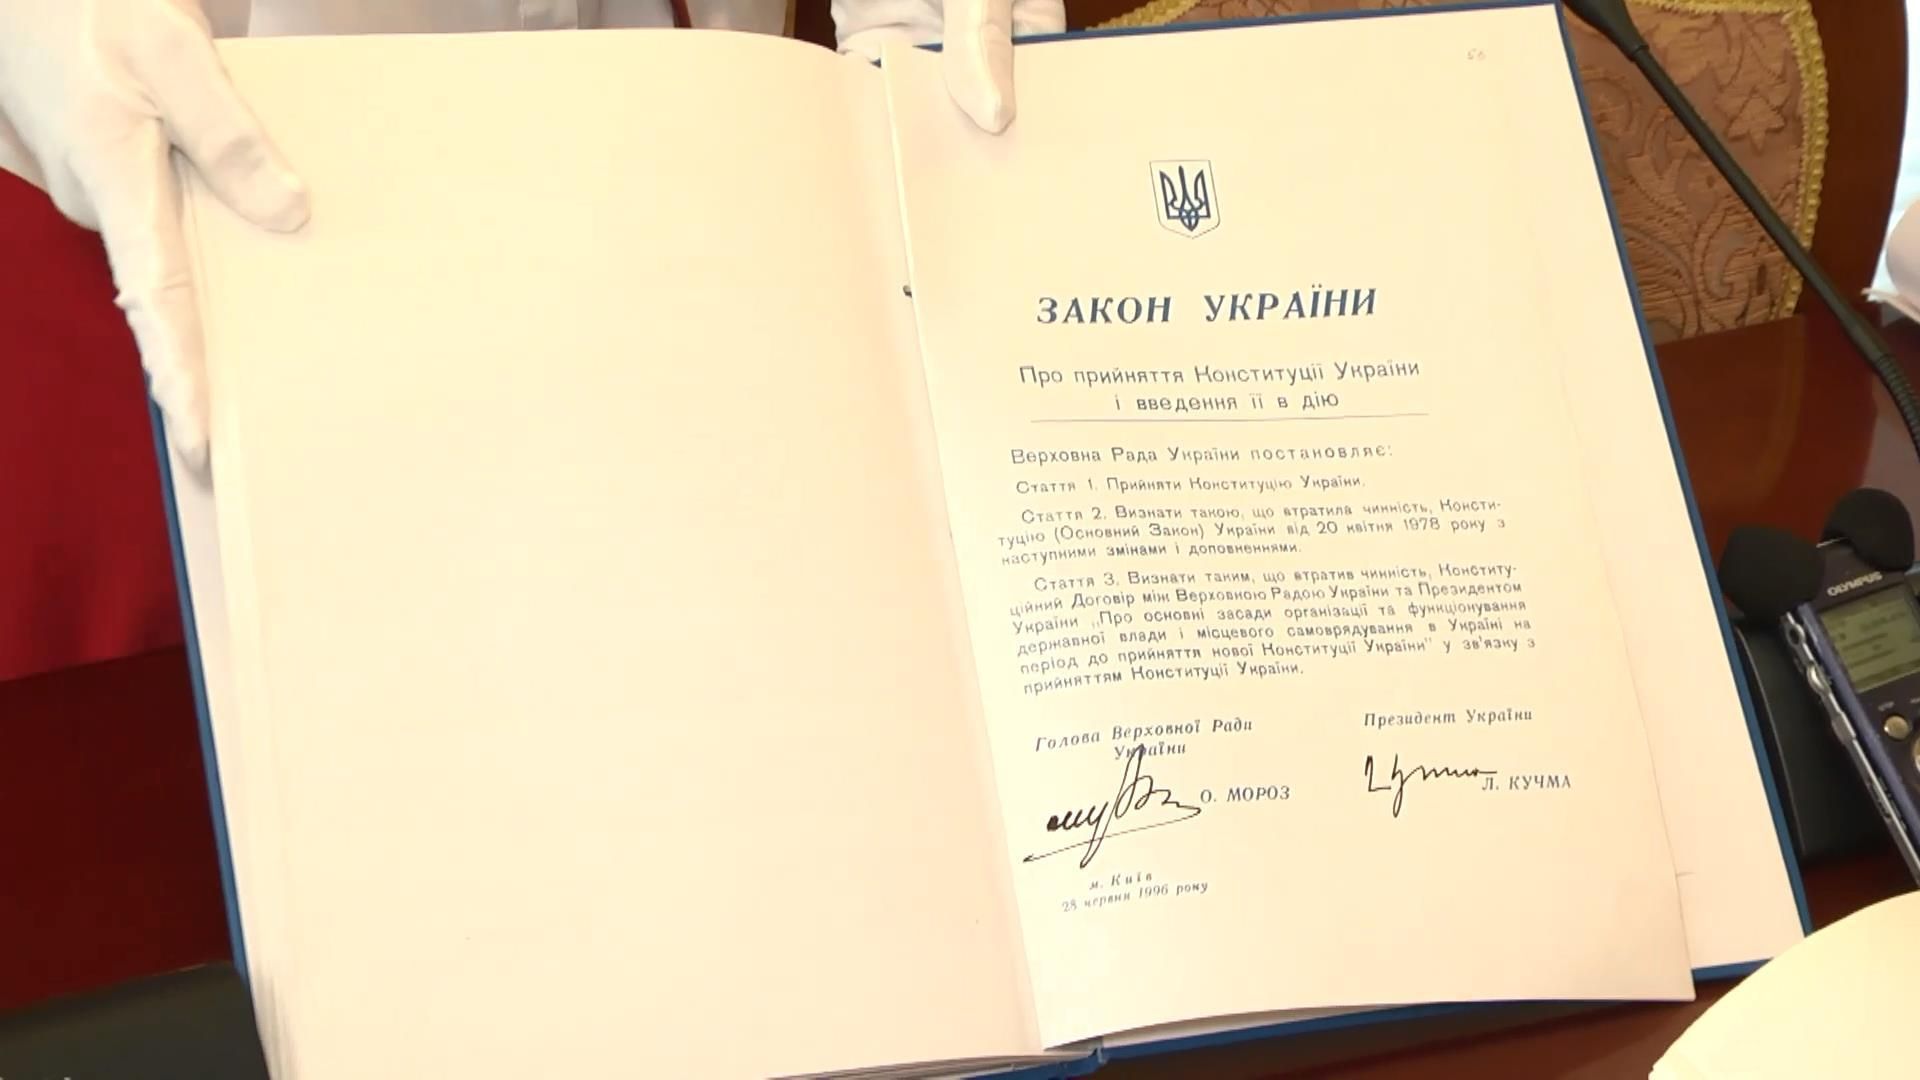 ЗАКОН УКРАЇНИ
Про прийняття Конституції України
і введення її в дію
Верховна Рада України постановляє:
Стаття 1. Прийняти Конституцію України.
Стаття 2. Визнати такою, що втратила чинність, Консти-
туцію (Основний Закон) України від 20 квітня 1978 року з
наступними змінами і доповненнями.
Стаття 3. Визнати таким, що втратив чинність, Конститу-
ційний Договір між Верховною Радою України та Президентом
України „Про основні засади організації та функціонування
державної влади і місцевого самоврядування в Україні на
період до прийняття нової Конституції України" у зв'язку з
прийняттям Конституції України.
Голова Верховної Ради
України
О. МОРОЗ
Президент України
Л. КУЧМА
м. Київ
28 червня 1996 року
OLYMPUS